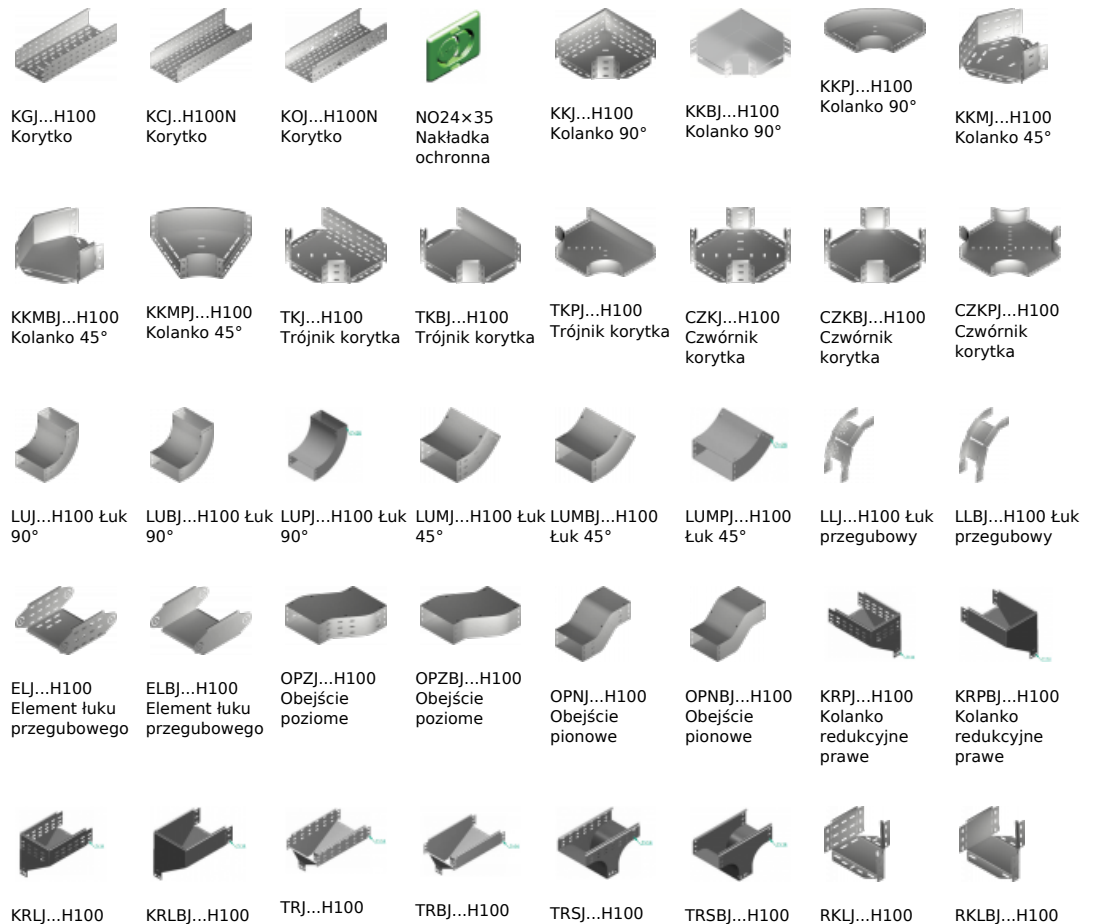 KGJ...H100
Korytko
KCJ..H100N
Korytko
KOJ...H100N
Korytko
NO24×35
Nakładka
ochronna
KKJ...H100
Kolanko 90°
KKBJ...H100
Kolanko 90°
KKPJ...H100
Kolanko 90°
KKMJ...H100
Kolanko 45°
KKMBJ...H100
Kolanko 45°
KKMPJ...H100
Kolanko 45°
TKJ...H100
Trójnik korytka
TKBJ...H100
Trójnik korytka
TKPJ...H100
Trójnik korytka
CZKJ...H100
Czwórnik
korytka
CZKBJ...H100
Czwórnik
korytka
CZKPJ...H100
Czwórnik
korytka
LUJ...H100 Łuk
90°
LUBJ...H100 Łuk
90°
LUPJ...H100 Łuk
90°
LUMJ...H100 Łuk
45°
LUMBJ...H100
Łuk 45°
LUMPJ...H100
Łuk 45°
LLJ...H100 Łuk
przegubowy
LLBJ...H100 Łuk
przegubowy
ELJ...H100
Element łuku
przegubowego
ELBJ...H100
Element łuku
przegubowego
OPZJ...H100
Obejście
poziome
OPZBJ...H100
Obejście
poziome
OPNJ...H100
Obejście
pionowe
OPNBJ...H100
Obejście
pionowe
KRPJ...H100
Kolanko
redukcyjne
prawe
KRPBJ...H100
Kolanko
redukcyjne
prawe
KRLJ...H100
KRLBJ...H100
TRJ...H100
TRBJ...H100
TRSJ...H100
TRSBJ...H100
RKLJ...H100
RKLBJ...H100